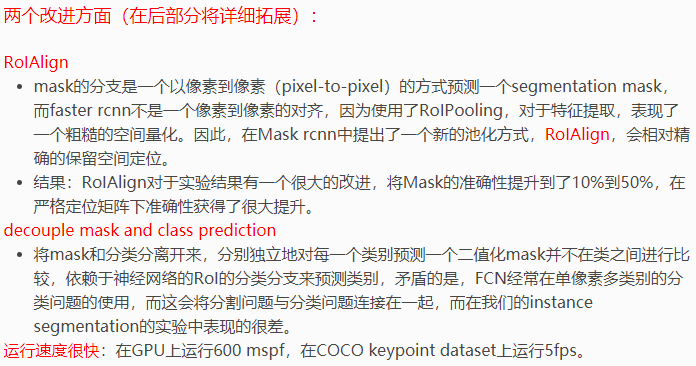 两个改进方面（在后部分将详细拓展）：
RoIAlign
• mask的分支是一个以像素到像素（pixel-to-pixel）的方式预测一个segmentation mask，
而faster rcnn不是一个像素到像素的对齐，因为使用了RoIPooling，对于特征提取，表现了
一个粗糙的空间量化。因此，在Mask rcnn中提出了一个新的池化方式，RoIAlign，会相对精
确的保留空间定位。
• 结果：RoIAlign对于实验结果有一个很大的改进，将Mask的准确性提升到了10%到50%，在
严格定位矩阵下准确性获得了很大提升。
decouple mask and class prediction
• 将mask和分类分离开来，分别独立地对每一个类别预测一个二值化mask并不在类之间进行比
较，依赖于神经网络的RoI的分类分支来预测类别，矛盾的是，FCN经常在单像素多类别的分
类问题的使用，而这会将分割问题与分类问题连接在一起，而在我们的instance
segmentation的实验中表现的很差。
运行速度很快：在GPU上运行600 mspf，在COCO keypoint dataset上运行5fps。